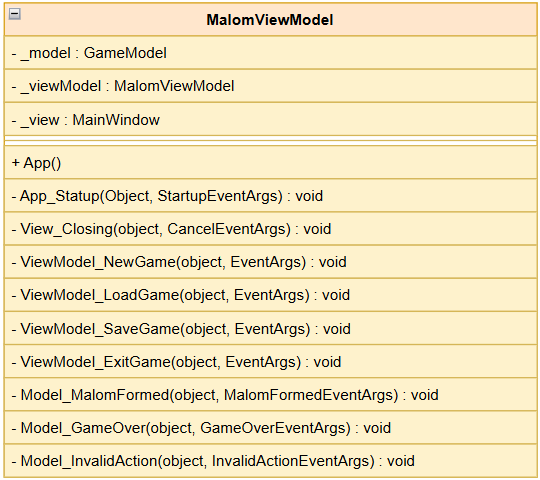 MalomViewModel
- _model : GameModel
- _viewModel : MalomViewModel
- _view : MainWindow
+ App()
- App_Statup(Object, StartupEventArgs) : void
- View_Closing(object, CancelEventArgs) : void
- ViewModel_NewGame(object, EventArgs) : void
- ViewModel_LoadGame(object, EventArgs) : void
- ViewModel_SaveGame(object, EventArgs) : void
- ViewModel_ExitGame(object, EventArgs) : void
- Model_MalomFormed(object, MalomFormedEventArgs) : void
- Model_GameOver(object, GameOverEventArgs) : void
- Model_InvalidAction(object, InvalidActionEventArgs) : void